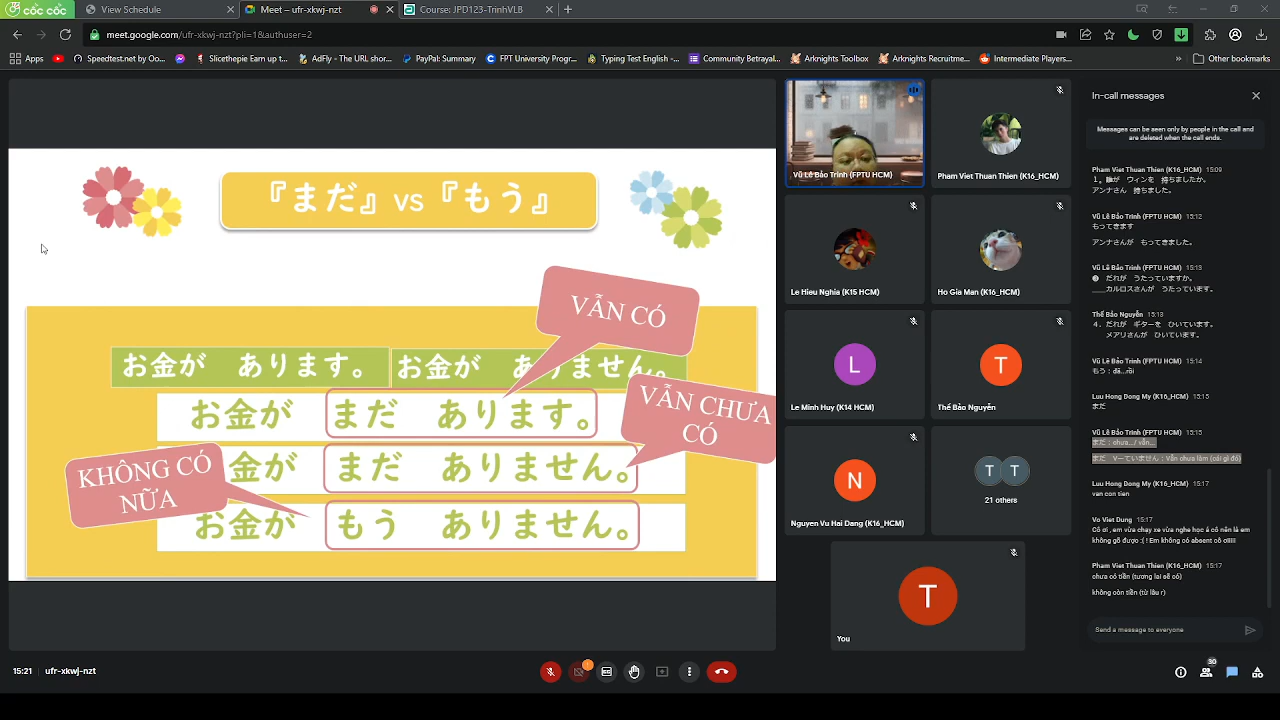 cốc cốc
View Schedule
Meet – ufr-xkwj-nzt
Course: JPD123-TrinhVLB
meet.google.com/ufr-xkwj-nzt?pli=1&authuser=2
Apps
Speedtest.net by Oo...
Slicethepie Earn up t...
AdFly - The URL shor...
PayPal: Summary
FPT University Progr...
Typing Test English -...
Community Betrayal...
Arknights Toolbox
Arknights Recruitme...
Intermediate Players...
Other bookmarks
『まだ』 vs 『もう』
VẪN CÓ
お金が　あります。
お金が　ありません。
お金が　まだ　あります。
VẪN CHƯA
CÓ
金が　まだ　ありません。
KHÔNG CÓ
NỮA
お金が　もう　ありません。
Vũ Lê Bảo Trinh (FPTU HCM)
Pham Viet Thuan Thien (K16_HCM)
Le Hieu Nghia (K15 HCM)
Ho Gia Man (K16_HCM)
L
Le Minh Huy (K14 HCM)
T
Thế Bảo Nguyễn
N
Nguyen Vu Hai Dang (K16_HCM)
T T
21 others
T
You
In-call messages
Messages can be seen only by people in the call and
are deleted when the call ends.
Pham Viet Thuan Thien (K16_HCM) 15:09
ワィンを　持ちましたか。
アンナさん　持ちました。
Vũ Lê Bảo Trinh (FPTU HCM) 15:12
もってきます
アンナさんが　もってきました。
Vũ Lê Bảo Trinh (FPTU HCM) 15:13
❸　だれが　うたっていますか。
____カルロスさんが　うたっています。
Thế Bảo Nguyễn 15:13
４．だれが　ギターを　ひいています。
メアリさんが　ひいています。
Vũ Lê Bảo Trinh (FPTU HCM) 15:14
もう：đã...rồi
Luu Hong Dong My (K16_HCM) 15:15
まだ
Vũ Lê Bảo Trinh (FPTU HCM) 15:15
まだ：chưa.../ vẫn...
まだ　Vーていません：Vẫn chưa làm (cái gì đó)
Luu Hong Dong My (K16_HCM) 15:17
van con tien
Vo Viet Dung 15:17
Cô ơi , em vừa chạy xe vừa nghe học á cô nên là em
không gõ được :( ! Em không có absent cô ơiiii
Pham Viet Thuan Thien (K16_HCM) 15:17
chưa có tiền (tương lai sẽ có)
không còn tiền (từ lâu r)
Send a message to everyone
15:21 | ufr-xkwj-nzt
30